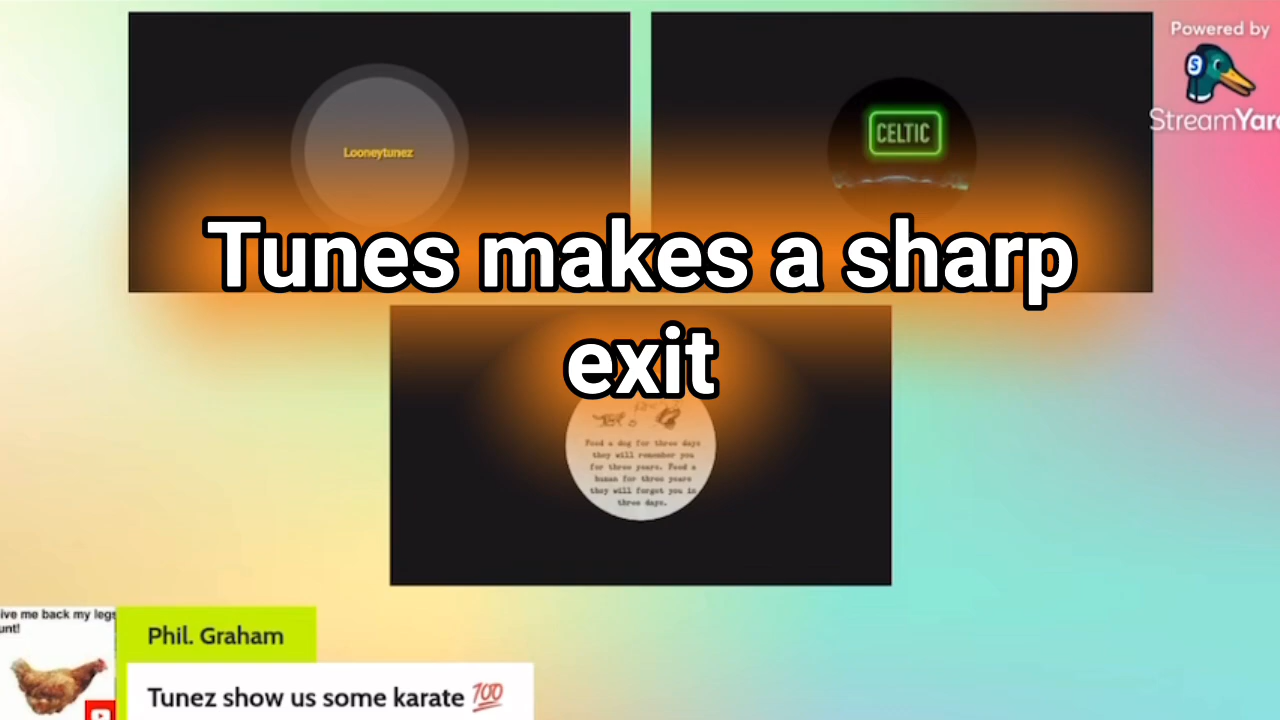 Powered by
StreamYard
Looneytunez
CELTIC
Tunes makes a sharp
exit
Feed a dog for three days
they will remember you
for three years. Feed a
human for three years
they will forget you in
three days.
ive me back my legs
unt!
Phil. Graham
Tunez show us some karate 💯